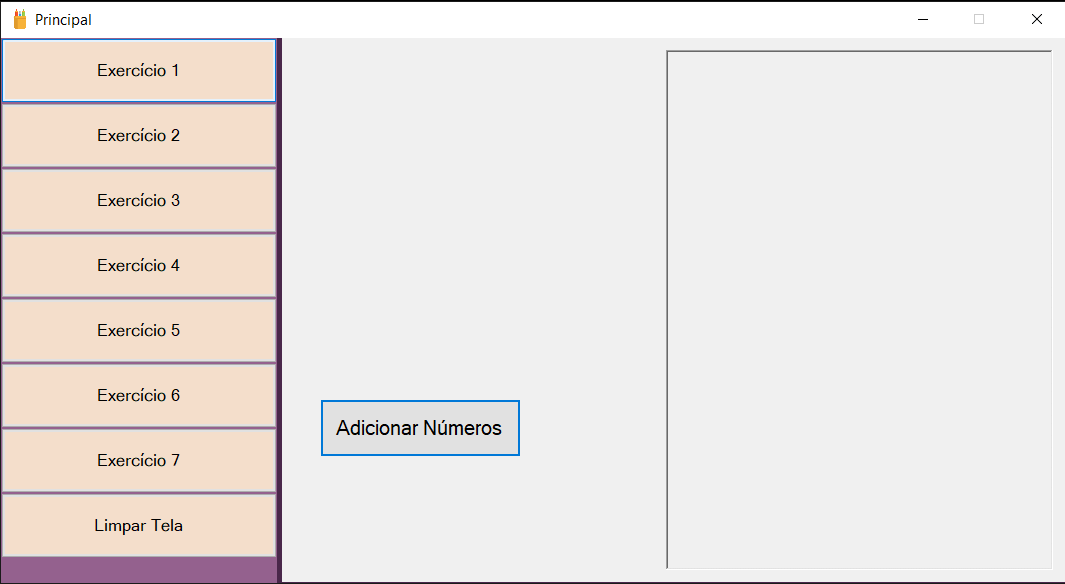 Principal
Exercício 1
Exercício 2
Exercício 3
Exercício 4
Exercício 5
Exercício 6
Exercício 7
Limpar Tela
Adicionar Números